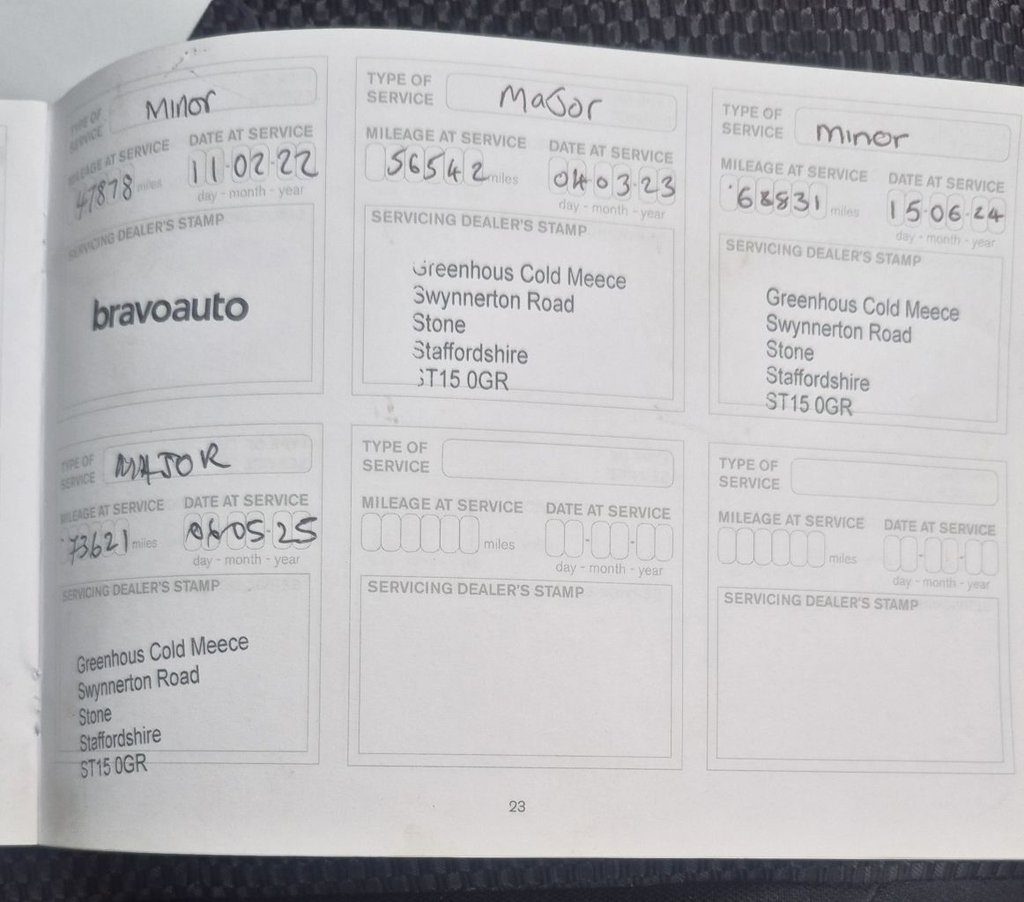 TYPE OF SERVICE Minor
MILEAGE AT SERVICE DATE AT SERVICE
47878 miles 11-02-22
day - month - year
SERVICING DEALER'S STAMP
bravoauto
TYPE OF SERVICE Major
MILEAGE AT SERVICE DATE AT SERVICE
56542 miles 04-03-23
day - month - year
SERVICING DEALER'S STAMP
Greenhous Cold Meece
Swynnerton Road
Stone
Staffordshire
ST15 0GR
TYPE OF SERVICE Minor
MILEAGE AT SERVICE DATE AT SERVICE
68831 miles 15-06-24
day - month - year
SERVICING DEALER'S STAMP
Greenhous Cold Meece
Swynnerton Road
Stone
Staffordshire
ST15 0GR
TYPE OF SERVICE MAJOR
MILEAGE AT SERVICE DATE AT SERVICE
73621 miles 05-25
day - month - year
SERVICING DEALER'S STAMP
Greenhous Cold Meece
Swynnerton Road
Stone
Staffordshire
ST15 0GR
TYPE OF SERVICE
MILEAGE AT SERVICE DATE AT SERVICE
miles
day - month - year
SERVICING DEALER'S STAMP
TYPE OF SERVICE
MILEAGE AT SERVICE DATE AT SERVICE
miles
day - month - year
SERVICING DEALER'S STAMP
23